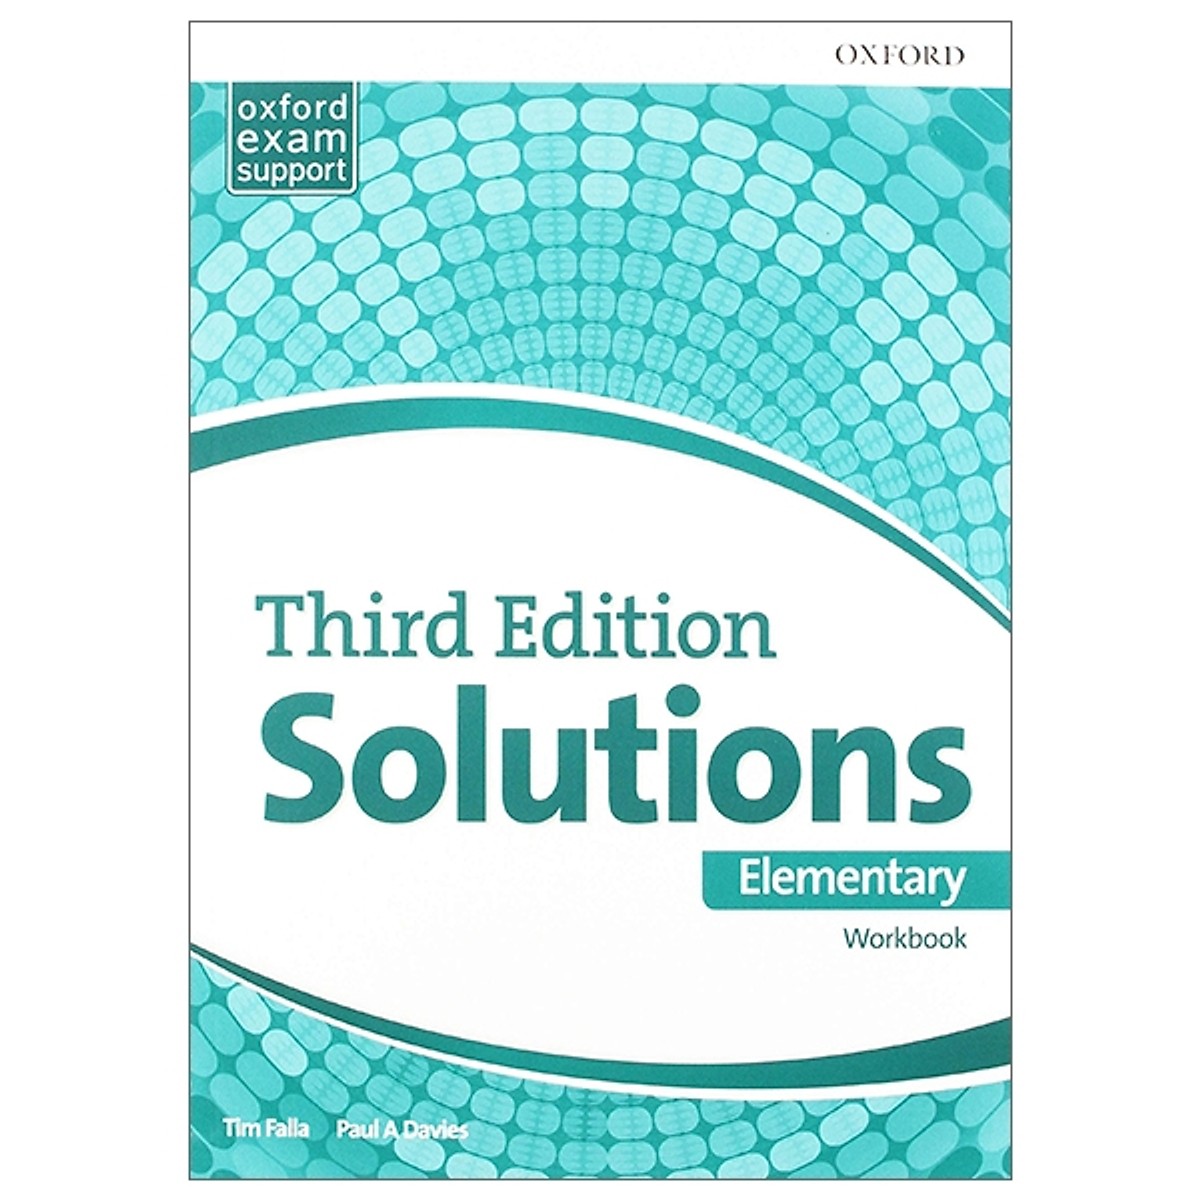 OXFORD
oxford
exam
support
Third Edition
Solutions
Elementary
Workbook
Tim Falla Paul A Davies